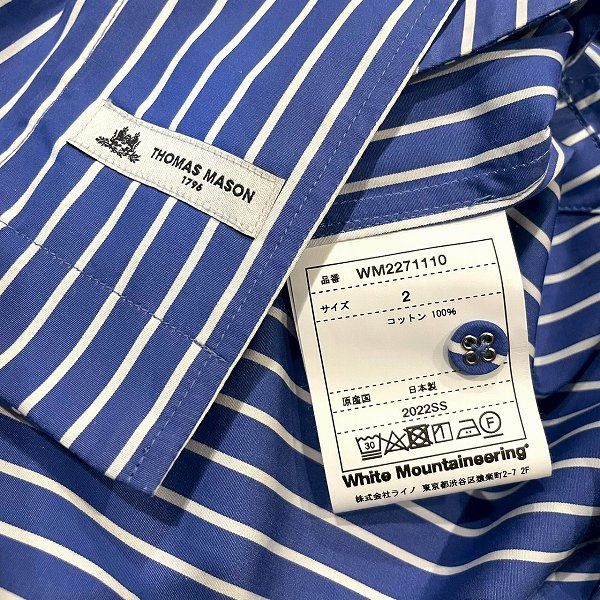 THOMAS MASON
1796
品番 WM2271110
サイズ 2
コットン 100%
原産国 日本製
2022SS
30 F
White Mountaineering®
株式会社ライノ 東京都渋谷区猿楽町2-7 2F